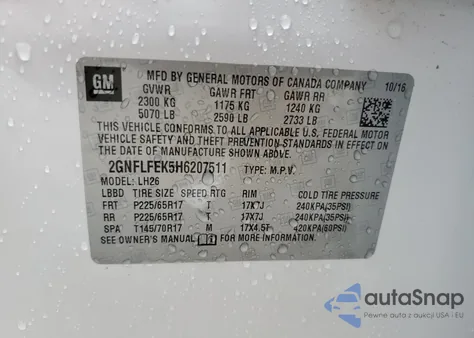 GM
MFD BY GENERAL MOTORS OF CANADA COMPANY 10/16
GVWR GAWR FRT GAWR RR
2300 KG 1175 KG 1240 KG
5070 LB 2590 LB 2733 LB
THIS VEHICLE CONFORMS TO ALL APPLICABLE U.S. FEDERAL MOTOR
VEHICLE SAFETY AND THEFT PREVENTION STANDARDS IN EFFECT ON
THE DATE OF MANUFACTURE SHOWN ABOVE.
2GNFLFEK5H6207511 TYPE: M.P.V.
MODEL: LH26
LBBD TIRE SIZE SPEED RTG RIM COLD TIRE PRESSURE
FRT P225/65R17 T 17X7J 240KPA(35PSI)
RR P225/65R17 T 17X7J 240KPA(35PSI)
SPA T145/70R17 M 17X4.5T 420KPA(60PSI)
SEE OWNER'S MANUAL FOR ADDITIONAL INFORMATION.
autoSnap
Pewne auta z aukcji USA i EU